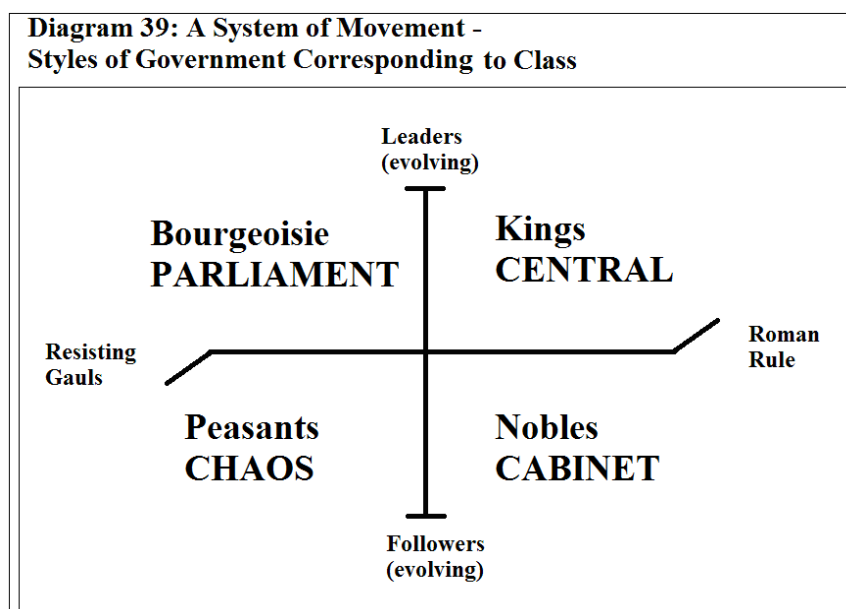 Diagram 39: A System of Movement -
Styles of Government Corresponding to Class
Leaders
(evolving)
Bourgeoisie
PARLIAMENT
Kings
CENTRAL
Resisting
Gauls
Roman
Rule
Peasants
CHAOS
Nobles
CABINET
Followers
(evolving)